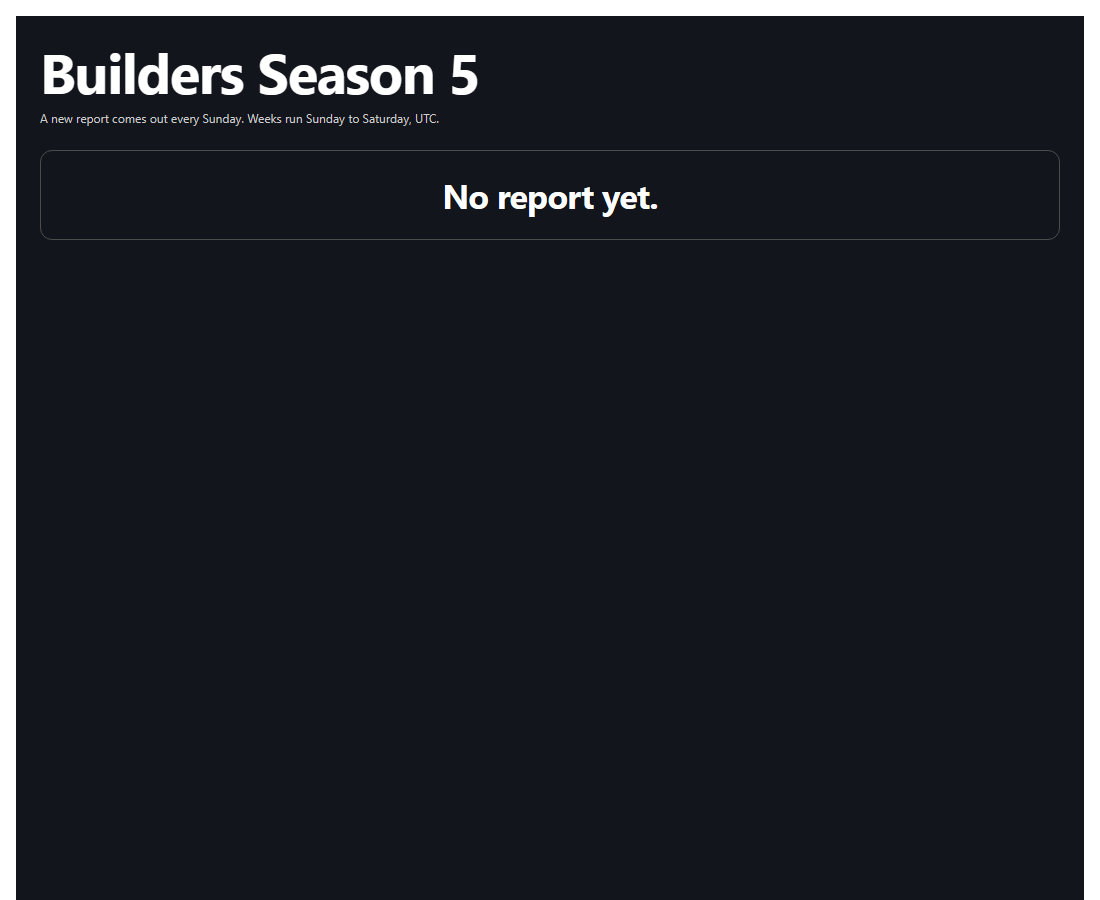 Builders Season 5
A new report comes out every Sunday. Weeks run Sunday to Saturday, UTC.
No report yet.